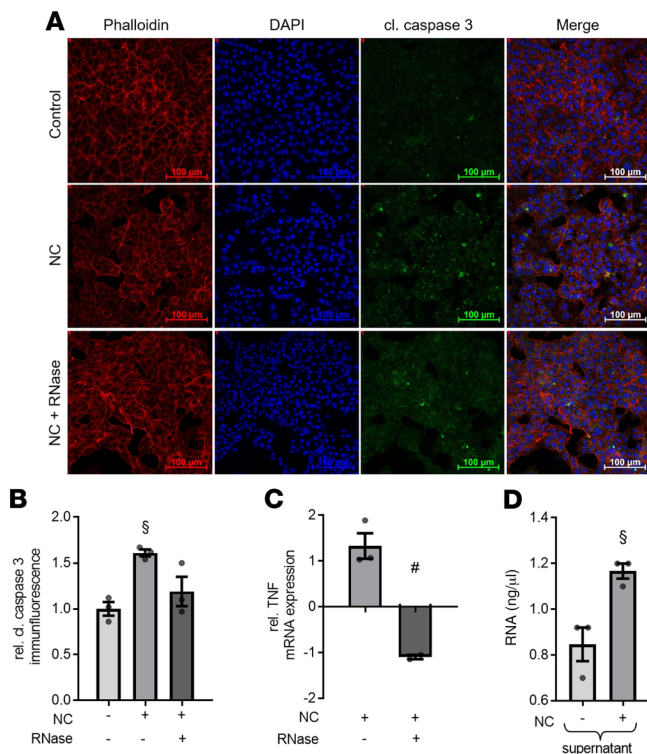 A
Phalloidin DAPI cl. caspase 3 Merge
Control
100 µm 100 µm 100 µm 100 µm
NC
100 µm 100 µm 100 µm 100 µm
NC + RNase
100 µm 100 µm 100 µm 100 µm
B
rel. cl. caspase 3
immunfluorescence
2.0
1.5
1.0
0.5
0.0
§
NC - + +
RNase - - +
C
rel. TNF
mRNA expression
2
1
0
-1
-2
#
NC + +
RNase - +
D
RNA (ng/µl)
1.4
1.2
1.0
0.8
0.6
§
NC - +
supernatant